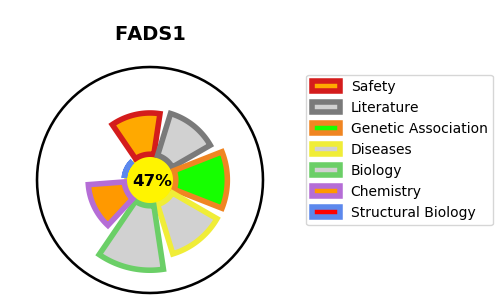 FADS1
47%
Safety
Literature
Genetic Association
Diseases
Biology
Chemistry
Structural Biology